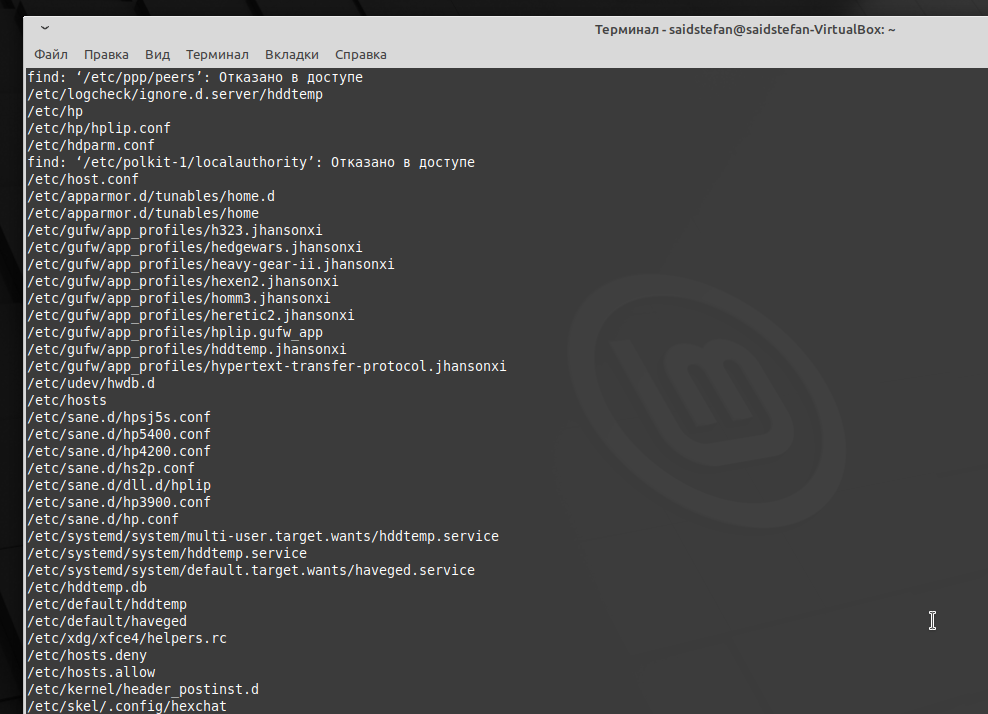 Терминал - saidstefan@saidstefan-VirtualBox: ~
Файл Правка Вид Терминал Вкладки Справка
find: ‘/etc/ppp/peers’: Отказано в доступе
/etc/logcheck/ignore.d.server/hddtemp
/etc/hp
/etc/hp/hplip.conf
/etc/hdparm.conf
find: ‘/etc/polkit-1/localauthority’: Отказано в доступе
/etc/host.conf
/etc/apparmor.d/tunables/home.d
/etc/apparmor.d/tunables/home
/etc/gufw/app_profiles/h323.jhansonxi
/etc/gufw/app_profiles/hedgewars.jhansonxi
/etc/gufw/app_profiles/heavy-gear-ii.jhansonxi
/etc/gufw/app_profiles/hexen2.jhansonxi
/etc/gufw/app_profiles/homm3.jhansonxi
/etc/gufw/app_profiles/heretic2.jhansonxi
/etc/gufw/app_profiles/hplip.gufw_app
/etc/gufw/app_profiles/hddtemp.jhansonxi
/etc/gufw/app_profiles/hypertext-transfer-protocol.jhansonxi
/etc/udev/hwdb.d
/etc/hosts
/etc/sane.d/hpsj5s.conf
/etc/sane.d/hp5400.conf
/etc/sane.d/hp4200.conf
/etc/sane.d/hs2p.conf
/etc/sane.d/dll.d/hplip
/etc/sane.d/hp3900.conf
/etc/sane.d/hp.conf
/etc/systemd/system/multi-user.target.wants/hddtemp.service
/etc/systemd/system/hddtemp.service
/etc/systemd/system/default.target.wants/haveged.service
/etc/hddtemp.db
/etc/default/hddtemp
/etc/default/haveged
/etc/xdg/xfce4/helpers.rc
/etc/hosts.deny
/etc/hosts.allow
/etc/kernel/header_postinst.d
/etc/skel/.config/hexchat